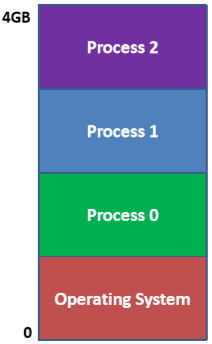 4GB
Process 2
Process 1
Process 0
Operating System
0